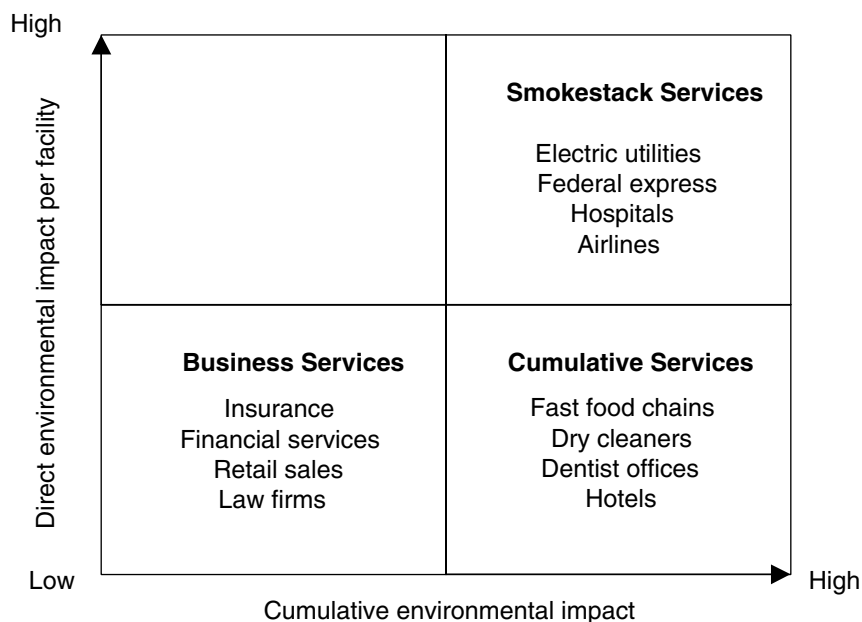 High
Direct environmental impact per facility
Smokestack Services
Electric utilities
Federal express
Hospitals
Airlines
Business Services
Insurance
Financial services
Retail sales
Law firms
Cumulative Services
Fast food chains
Dry cleaners
Dentist offices
Hotels
Low
High
Cumulative environmental impact